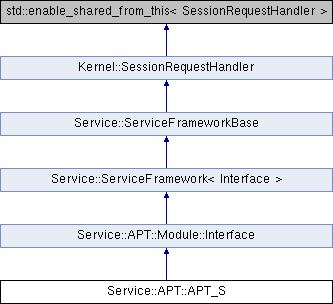 std::enable_shared_from_this< SessionRequestHandler >
Kernel::SessionRequestHandler
Service::ServiceFrameworkBase
Service::ServiceFramework< Interface >
Service::APT::Module::Interface
Service::APT::APT_S